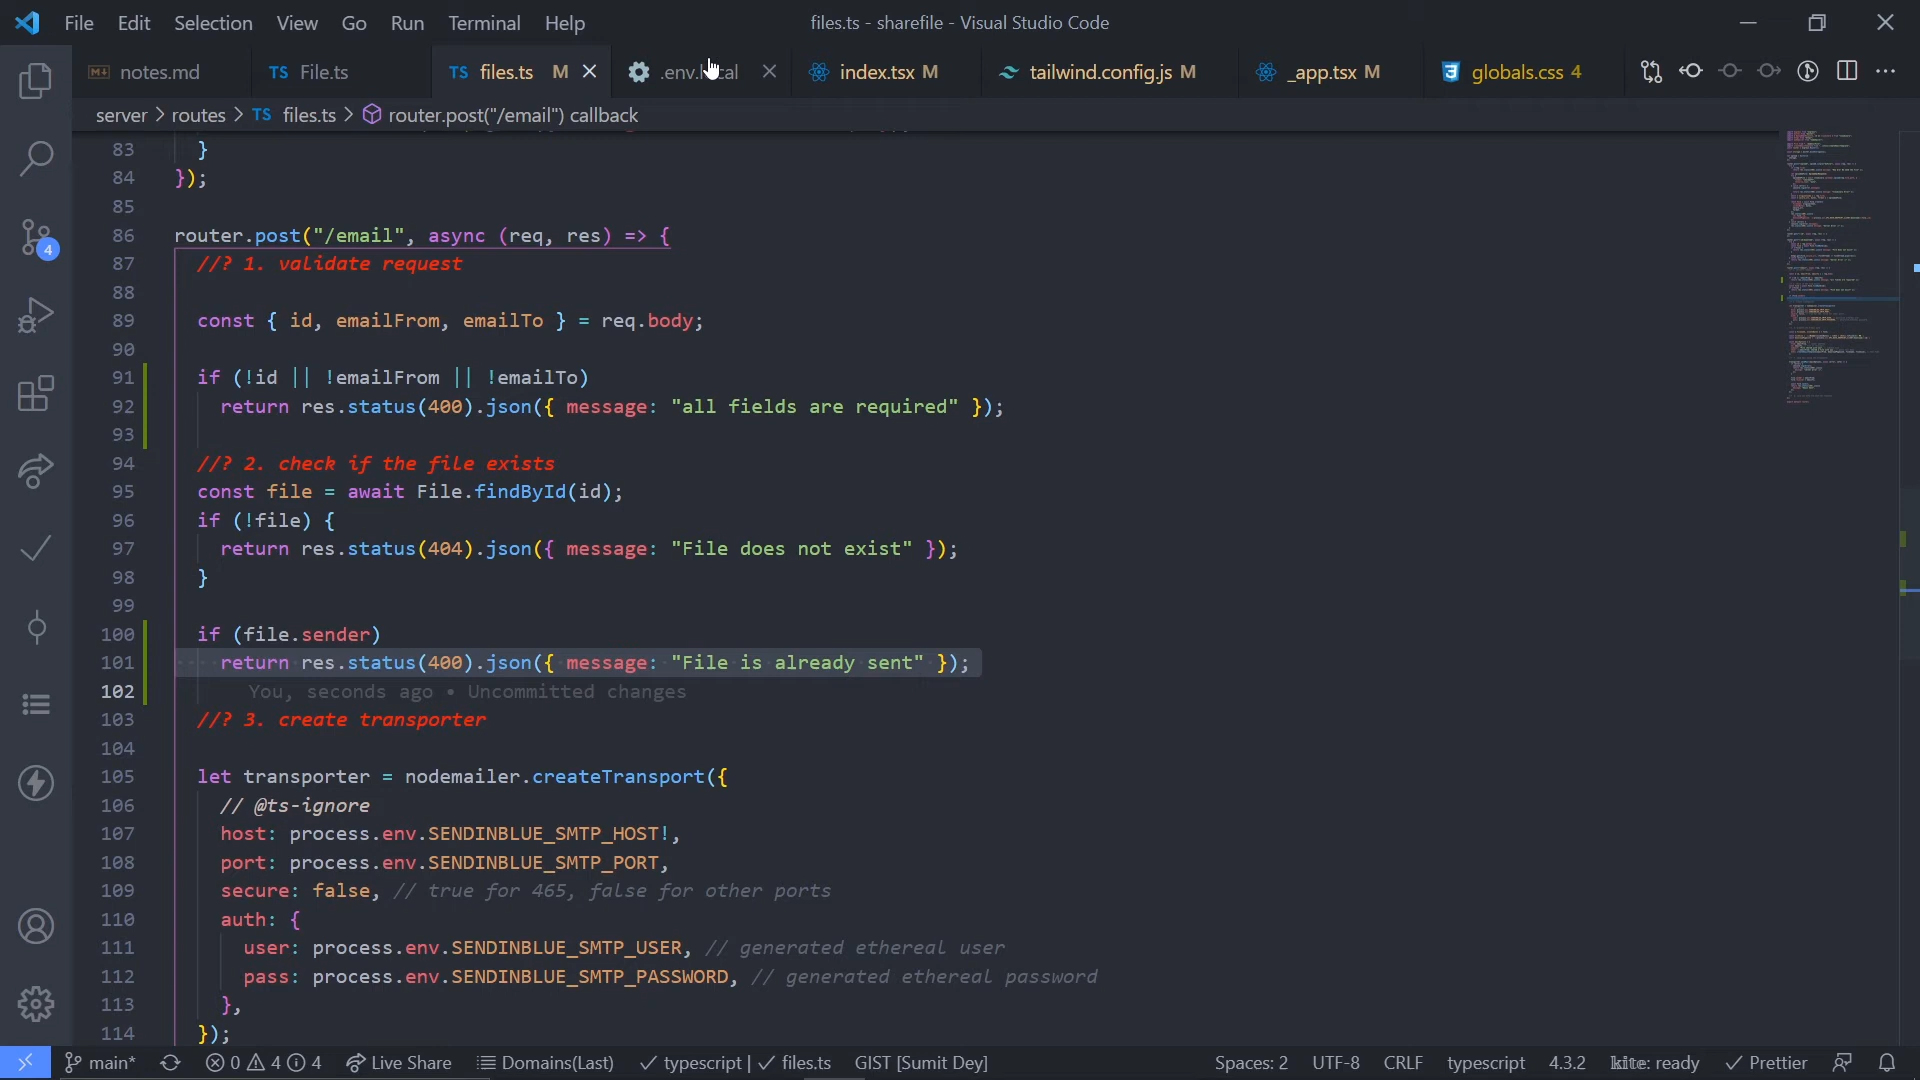 File Edit Selection View Go Run Terminal Help
files.ts - sharefile - Visual Studio Code
notes.md
TS File.ts
TS files.ts M
index.tsx M
tailwind.config.js M
_app.tsx M
globals.css 4
server > routes > TS files.ts > router.post("/email") callback
83 }
84 });
85
86 router.post("/email", async (req, res) => {
87 //? 1. validate request
88
89 const { id, emailFrom, emailTo } = req.body;
90
91 if (!id || !emailFrom || !emailTo)
92 return res.status(400).json({ message: "all fields are required" });
93
94 //? 2. check if the file exists
95 const file = await File.findById(id);
96 if (!file) {
97 return res.status(404).json({ message: "File does not exist" });
98 }
99
100 if (file.sender)
101 return res.status(400).json({ message: "File is already sent" });
102 You, seconds ago • Uncommitted changes
103 //? 3. create transporter
104
105 let transporter = nodemailer.createTransport({
106 // @ts-ignore
107 host: process.env.SENDINBLUE_SMTP_HOST!,
108 port: process.env.SENDINBLUE_SMTP_PORT,
109 secure: false, // true for 465, false for other ports
110 auth: {
111 user: process.env.SENDINBLUE_SMTP_USER, // generated ethereal user
112 pass: process.env.SENDINBLUE_SMTP_PASSWORD, // generated ethereal password
113 },
114 });
4
main* 0 4 4 Live Share Domains(Last) typescript | files.ts GIST [Sumit Dey]
Spaces: 2 UTF-8 CRLF typescript 4.3.2 kite: ready Prettier